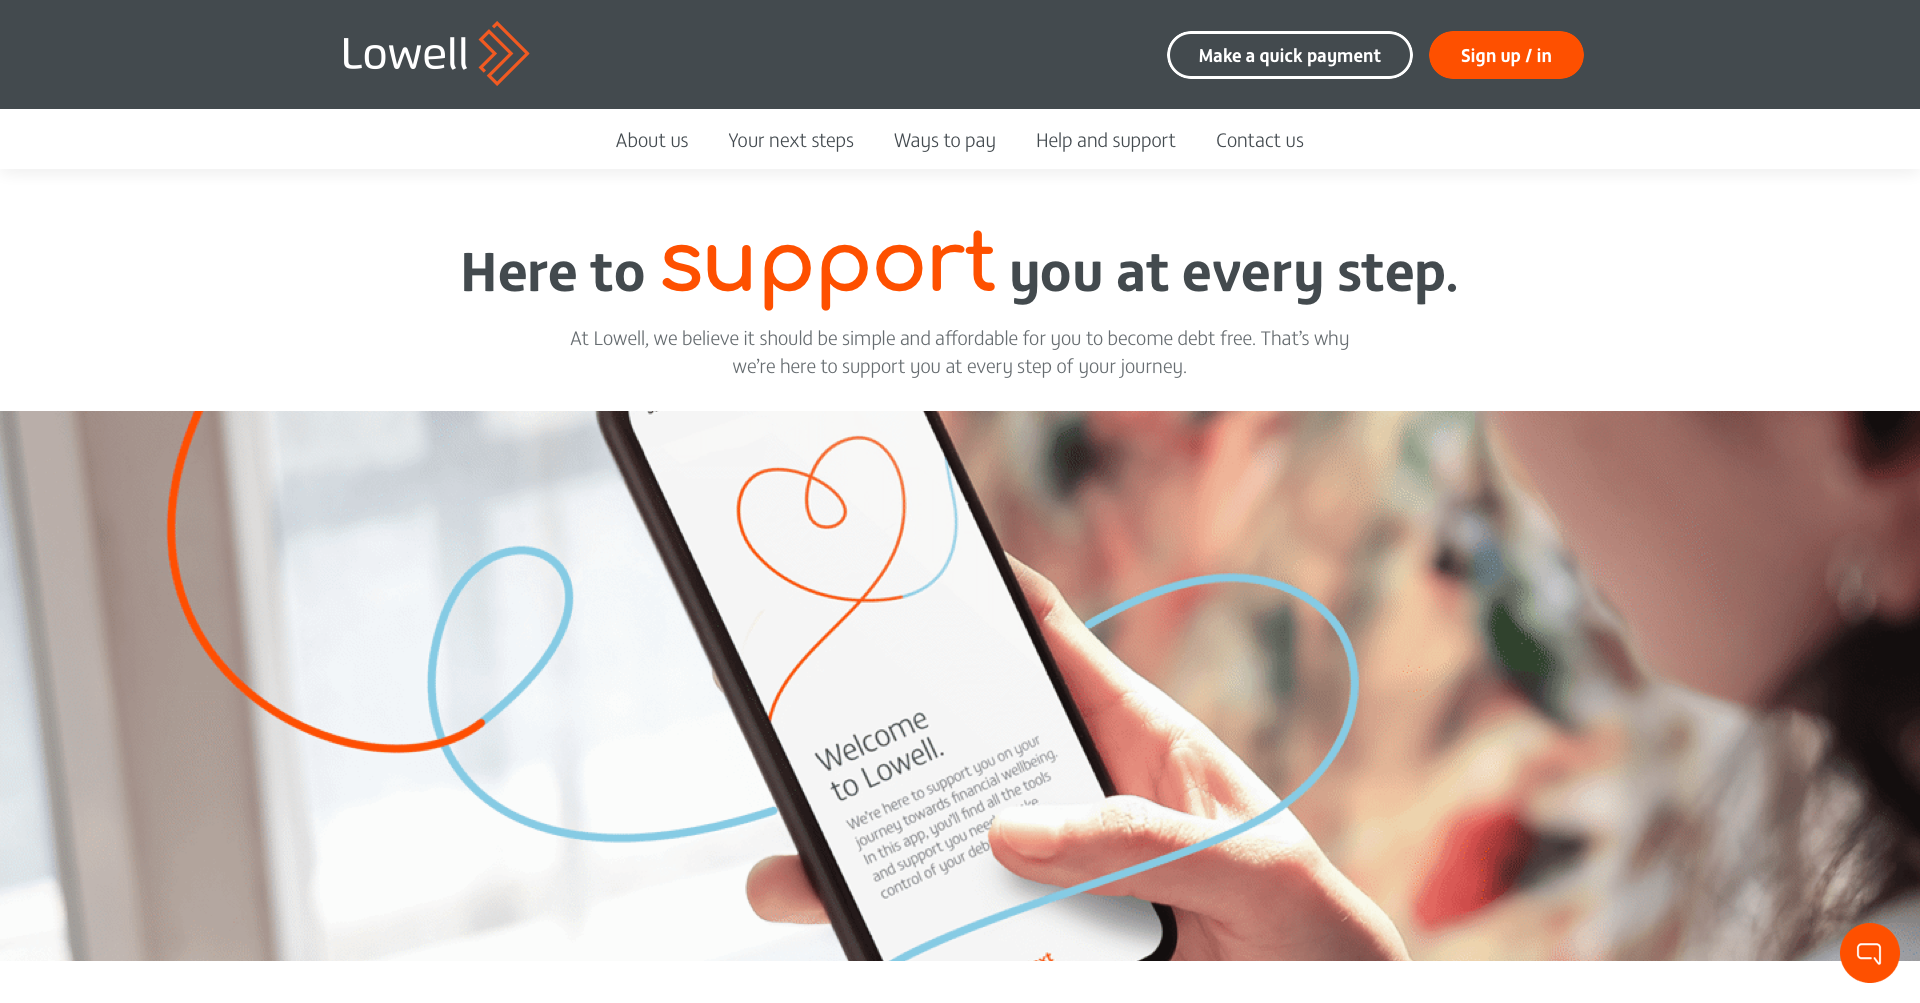 Lowell
Make a quick payment
Sign up / in
About us
Your next steps
Ways to pay
Help and support
Contact us
Here to support you at every step.
At Lowell, we believe it should be simple and affordable for you to become debt free. That’s why
we’re here to support you at every step of your journey.
Welcome
to Lowell.
We’re here to support you on your
journey towards financial wellbeing.
In this app, you’ll find all the tools
and support you need
control of your